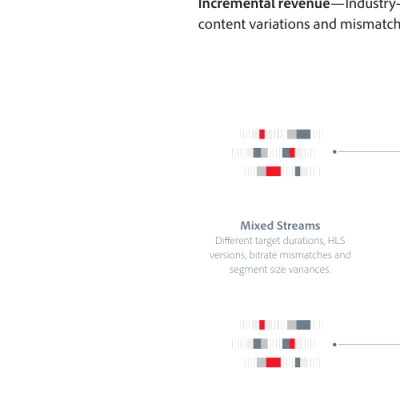 Incremental revenue—Industry-
content variations and mismatch
Mixed Streams
Different target durations, HLS
versions, bitrate mismatches and
segment size variances.